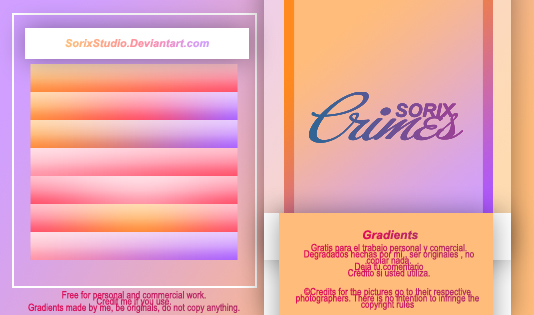 SorixStudio.Deviantart.com
Free for personal and commercial work.
Credit me if you use.
Gradients made by me, be originals, do not copy anything.
SORIX
Crimes
Gradients
Gratis para el trabajo personal y comercial.
Degradados hechas por mi , ser originales , no
copiar nada.
Deja tu comentario
Crédito si usted utiliza.
©Credits for the pictures go to their respective
photographers. There is no intention to infringe the
copyright rules